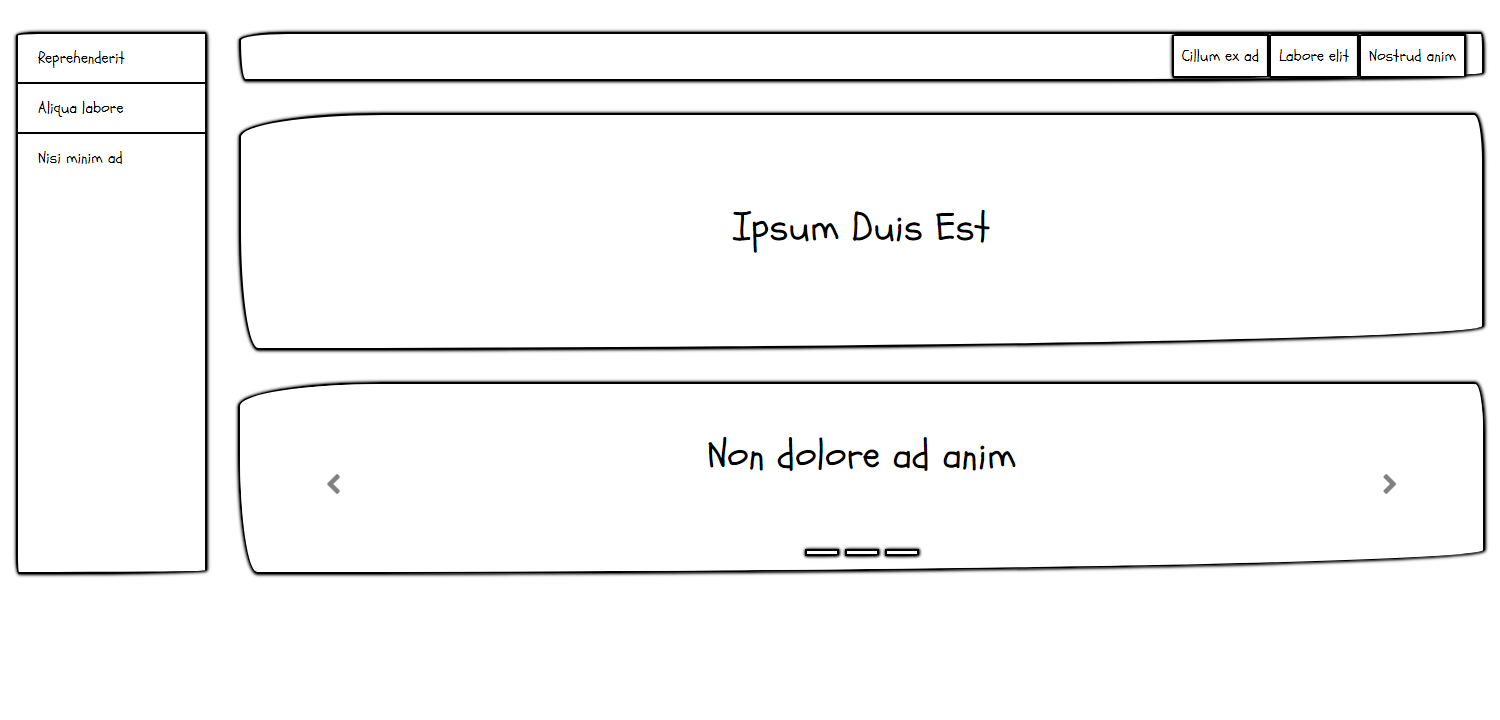 Reprehenderit
Aliqua labore
Nisi minim ad
Cillum ex ad
Labore elit
Nostrud anim
Ipsum Duis Est
Non dolore ad anim